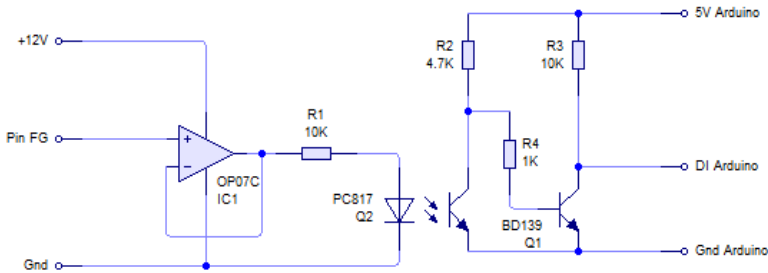 +12V
Pin FG
Gnd
+
−
OP07C
IC1
R1
10K
PC817
Q2
R2
4.7K
R4
1K
R3
10K
BD139
Q1
5V Arduino
DI Arduino
Gnd Arduino